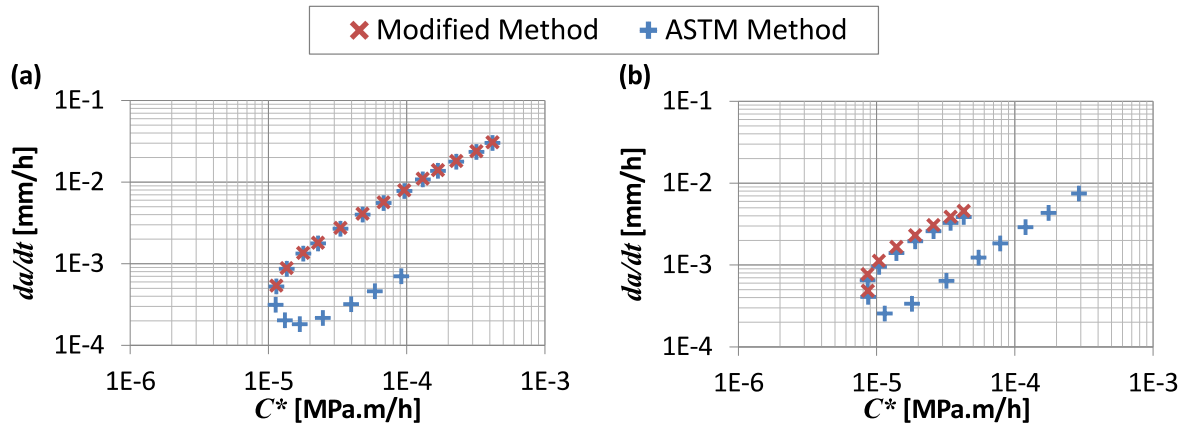 Modified Method ASTM Method
(a)
1E-1
1E-2
1E-3
1E-4
da/dt [mm/h]
1E-6 1E-5 1E-4 1E-3
C* [MPa.m/h]
(b)
1E-1
1E-2
1E-3
1E-4
da/dt [mm/h]
1E-6 1E-5 1E-4 1E-3
C* [MPa.m/h]